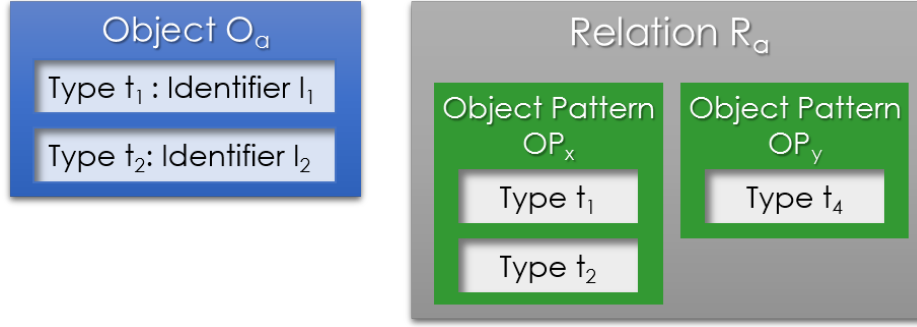 Object Oₐ
Type t₁ : Identifier I₁
Type t₂: Identifier I₂
Relation Rₐ
Object Pattern
OPₓ
Type t₁
Type t₂
Object Pattern
OPᵧ
Type t₄